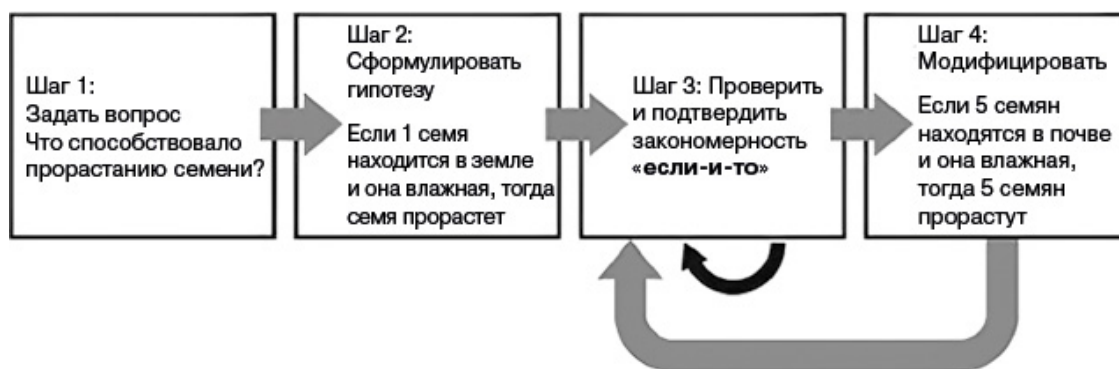 Шаг 1:
Задать вопрос
Что способствовало
прорастанию семени?
Шаг 2:
Сформулировать
гипотезу
Если 1 семя
находится в земле
и она влажная, тогда
семя прорастет
Шаг 3: Проверить
и подтвердить
закономерность
«если-и-то»
Шаг 4:
Модифицировать
Если 5 семян
находятся в почве
и она влажная,
тогда 5 семян
прорастут